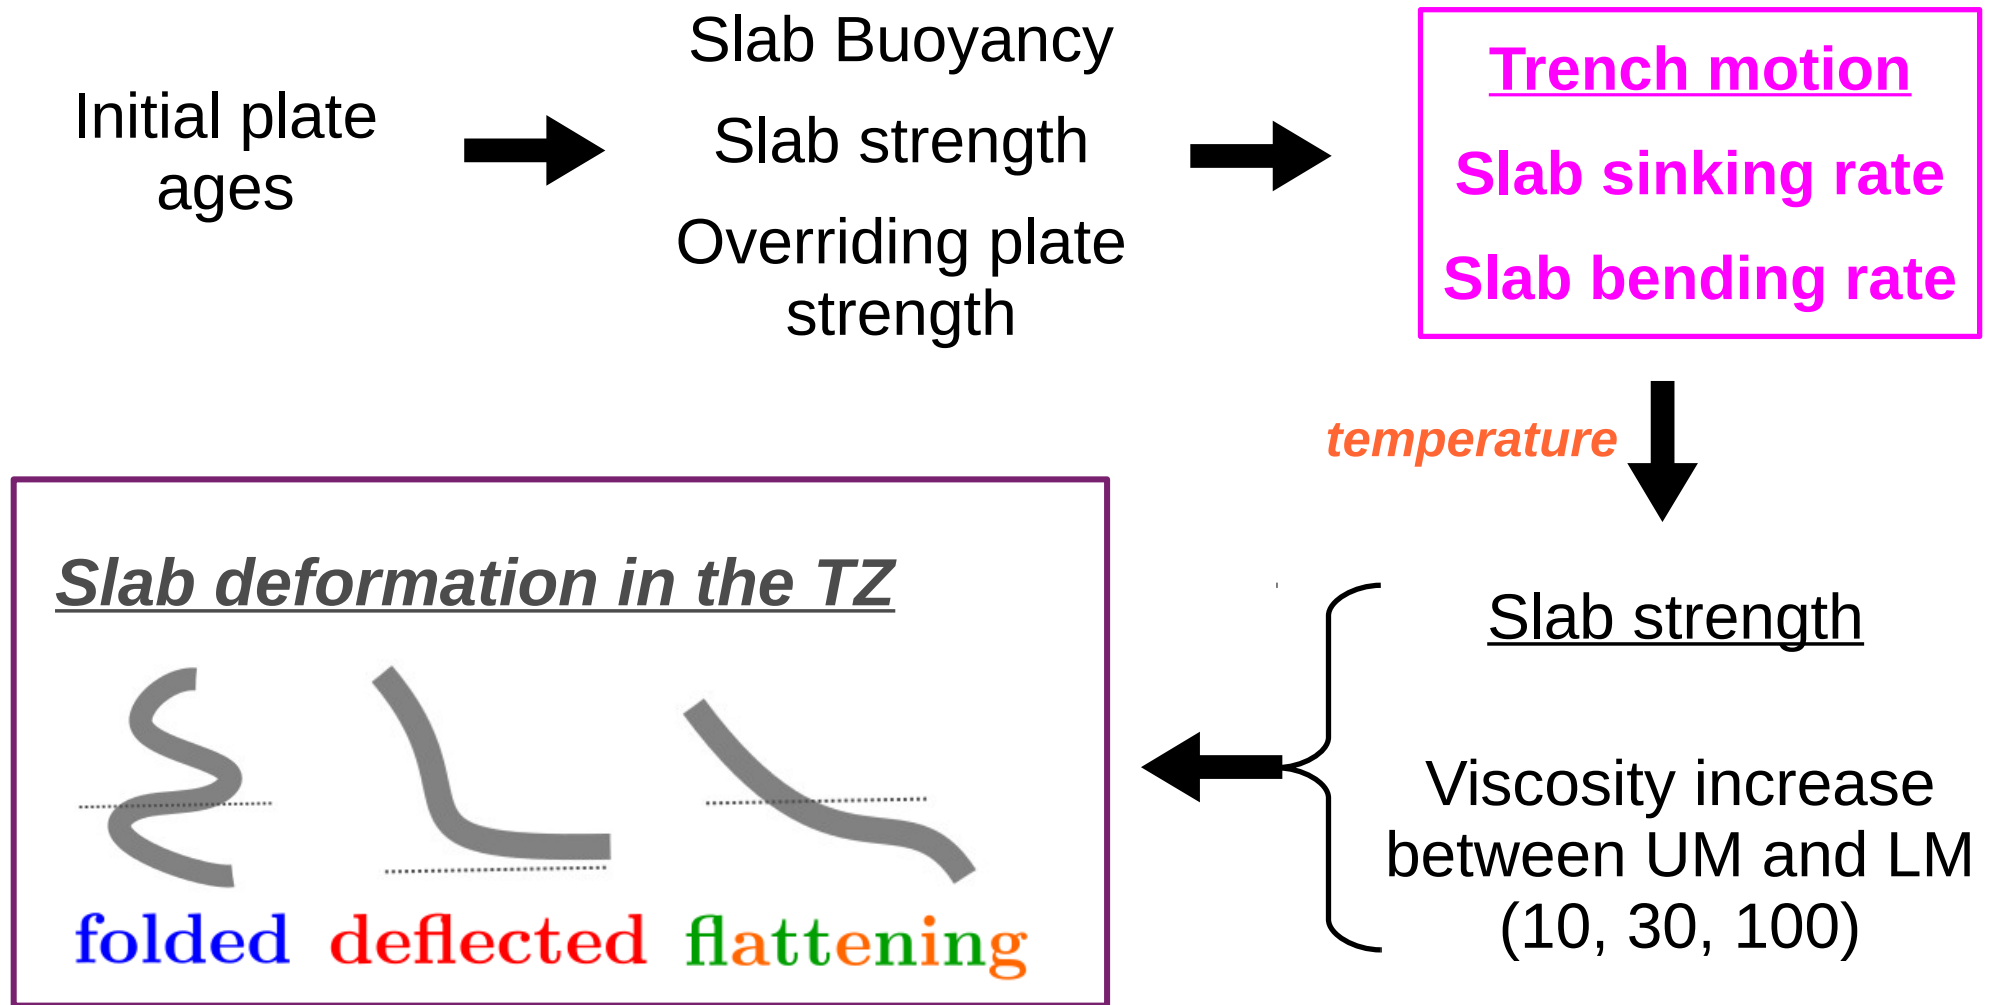 Initial plate
ages
Slab Buoyancy
Slab strength
Overriding plate
strength
Trench motion
Slab sinking rate
Slab bending rate
temperature
Slab strength
Viscosity increase
between UM and LM
(10, 30, 100)
Slab deformation in the TZ
folded deflected flattening